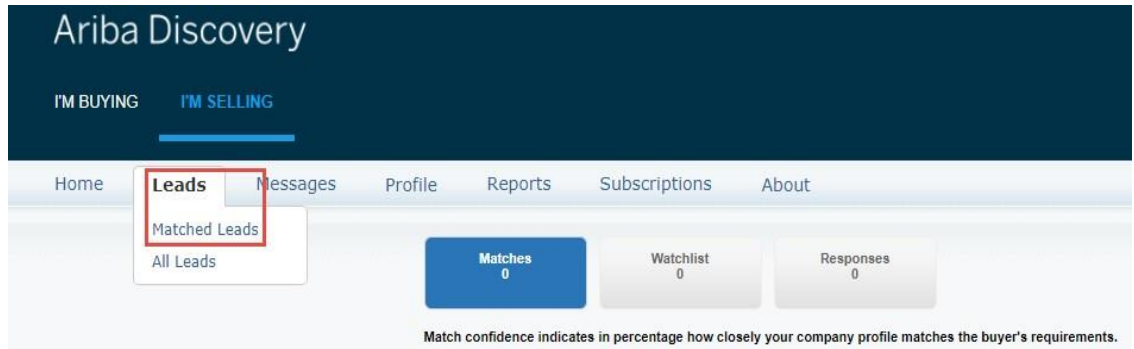 Ariba Discovery
I'M BUYING I'M SELLING
Home Leads Messages Profile Reports Subscriptions About
Matched Leads
All Leads
Matches Watchlist Responses
0 0 0
Match confidence indicates in percentage how closely your company profile matches the buyer's requirements.